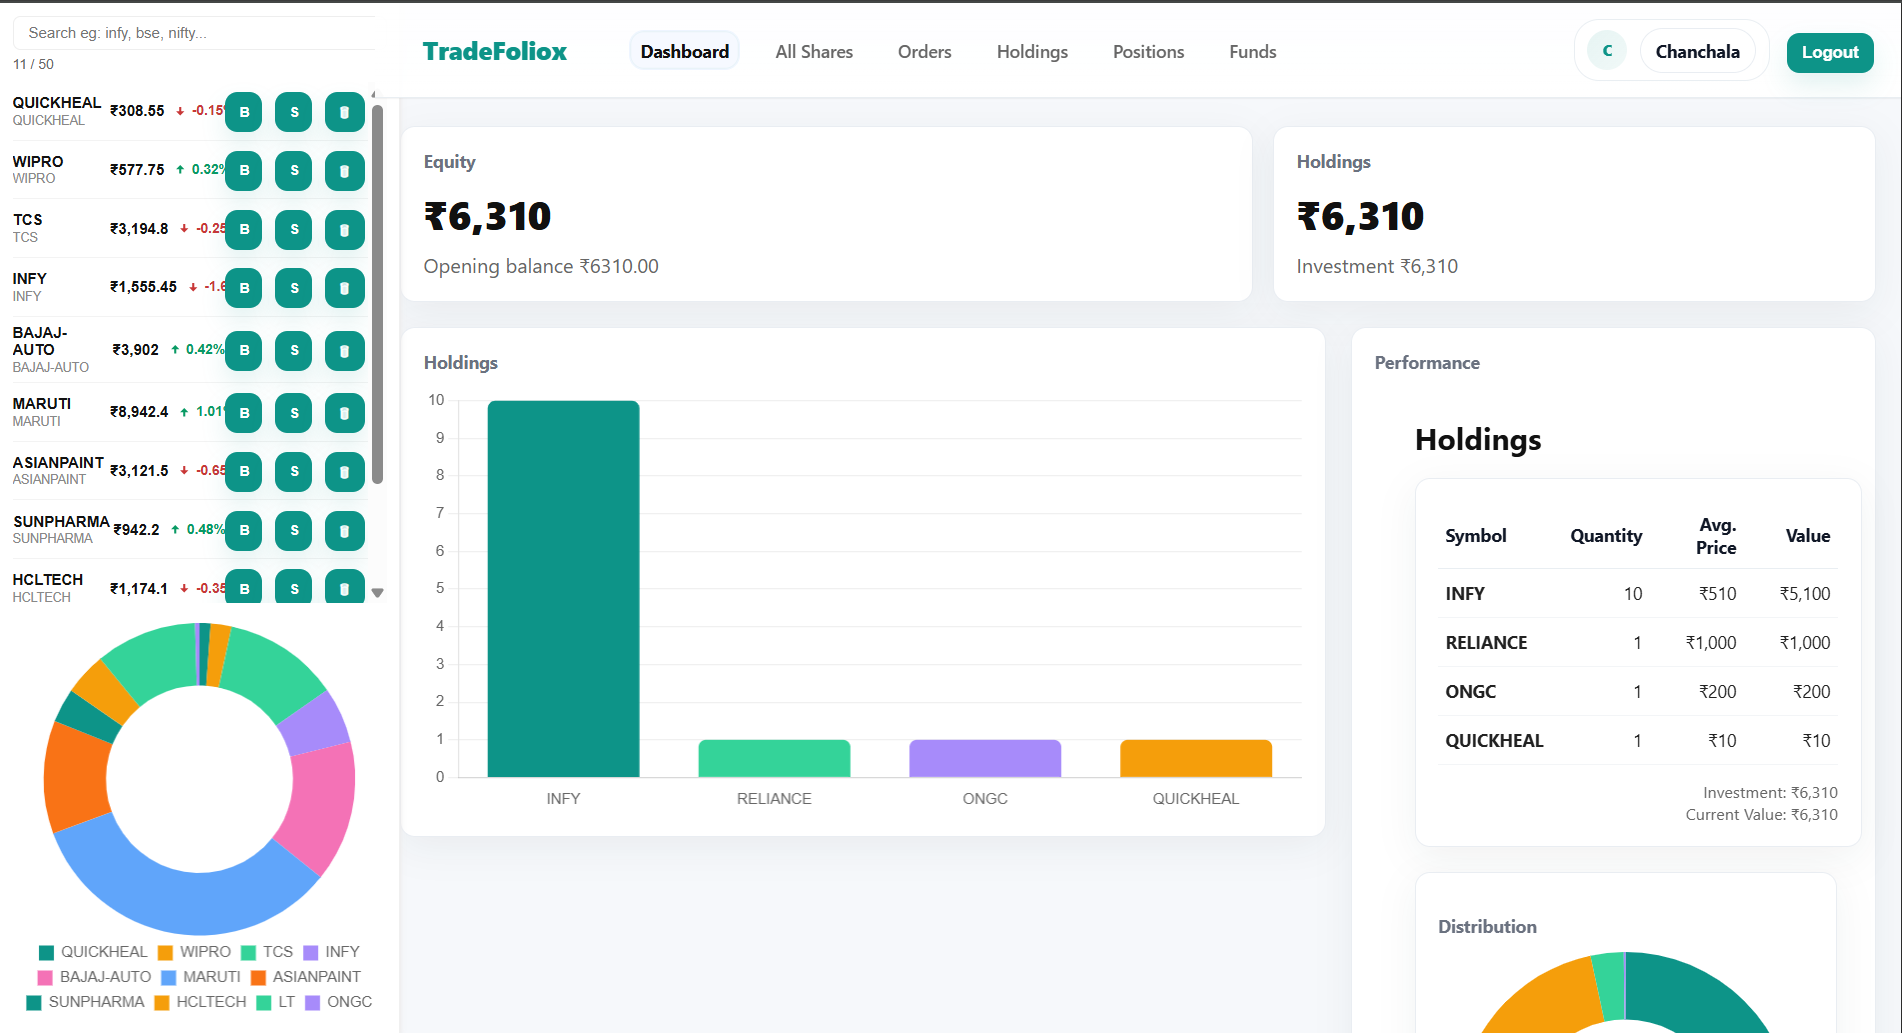 Search eg: infy, bse, nifty...
11 / 50
QUICKHEAL
QUICKHEAL
₹308.55 -0.15
B S
WIPRO
WIPRO
₹577.75 0.32%
B S
TCS
TCS
₹3,194.8 -0.25
B S
INFY
INFY
₹1,555.45 -1.6
B S
BAJAJ-
AUTO
BAJAJ-AUTO
₹3,902 0.42%
B S
MARUTI
MARUTI
₹8,942.4 1.01
B S
ASIANPAINT
ASIANPAINT
₹3,121.5 -0.65
B S
SUNPHARMA
SUNPHARMA
₹942.2 0.48%
B S
HCLTECH
HCLTECH
₹1,174.1 -0.35
B S
QUICKHEAL WIPRO TCS INFY
BAJAJ-AUTO MARUTI ASIANPAINT
SUNPHARMA HCLTECH LT ONGC
TradeFoliox Dashboard All Shares Orders Holdings Positions Funds C Chanchala Logout
Equity
₹6,310
Opening balance ₹6310.00
Holdings
₹6,310
Investment ₹6,310
Holdings
10
9
8
7
6
5
4
3
2
1
0
INFY RELIANCE ONGC QUICKHEAL
Performance
Holdings
Symbol Quantity Avg. Price Value
INFY 10 ₹510 ₹5,100
RELIANCE 1 ₹1,000 ₹1,000
ONGC 1 ₹200 ₹200
QUICKHEAL 1 ₹10 ₹10
Investment: ₹6,310
Current Value: ₹6,310
Distribution